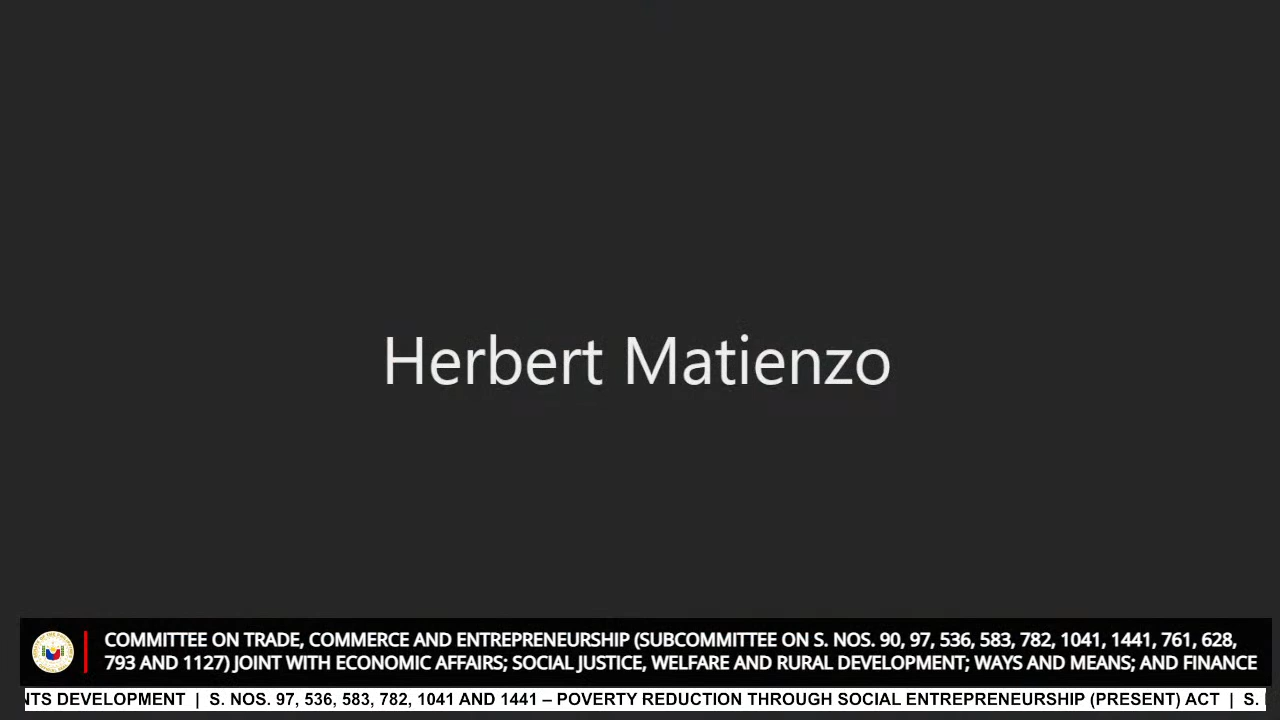 Herbert Matienzo
COMMITTEE ON TRADE, COMMERCE AND ENTREPRENEURSHIP (SUBCOMMITTEE ON S. NOS. 90, 97, 536, 583, 782, 1041, 1441, 761, 628,
793 AND 1127) JOINT WITH ECONOMIC AFFAIRS; SOCIAL JUSTICE, WELFARE AND RURAL DEVELOPMENT; WAYS AND MEANS; AND FINANCE
NTS DEVELOPMENT | S. NOS. 97, 536, 583, 782, 1041 AND 1441 – POVERTY REDUCTION THROUGH SOCIAL ENTREPRENEURSHIP (PRESENT) ACT | S.